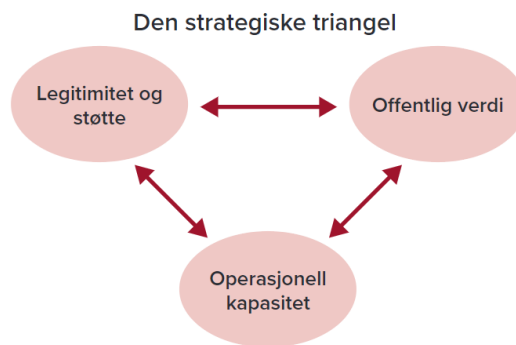 Den strategiske triangel
Legitimitet og
støtte
Offentlig verdi
Operasjonell
kapasitet